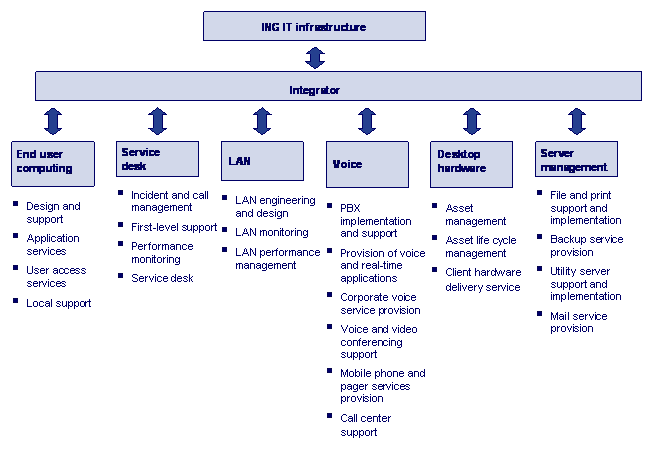 ING IT infrastructure
Integrator
End user
computing
Design and
support
Application
services
User access
services
Local support
Service
desk
Incident and call
management
First-level support
Performance
monitoring
Service desk
LAN
LAN engineering
and design
LAN monitoring
LAN performance
management
Voice
PBX
implementation
and support
Provision of voice
and real-time
applications
Corporate voice
service provision
Voice and video
conferencing
support
Mobile phone and
pager services
provision
Call center
support
Desktop
hardware
Asset
management
Asset life cycle
management
Client hardware
delivery service
Server
management
File and print
support and
implementation
Backup service
provision
Utility server
support and
implementation
Mail service
provision